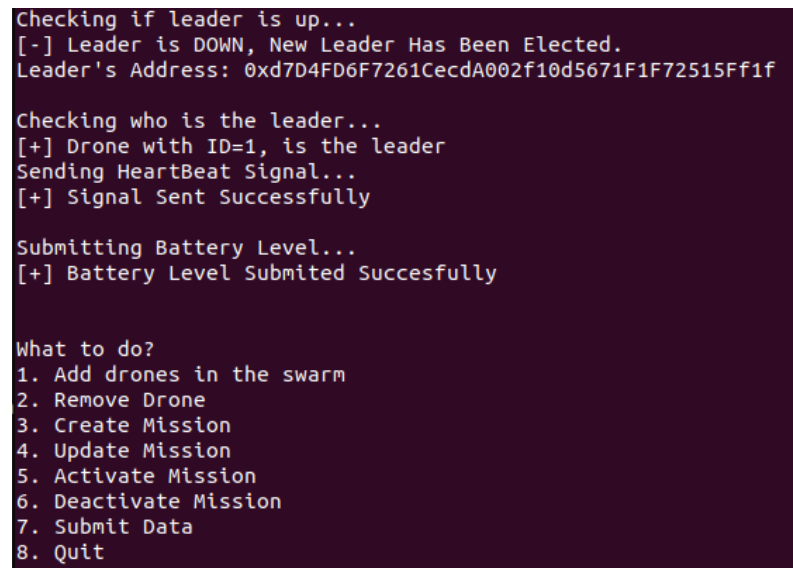 Checking if leader is up...
[-] Leader is DOWN, New Leader Has Been Elected.
Leader's Address: 0xd7D4FD6F7261CecdA002f10d5671F1F72515Ff1f
Checking who is the leader...
[+] Drone with ID=1, is the leader
Sending HeartBeat Signal...
[+] Signal Sent Successfully
Submitting Battery Level...
[+] Battery Level Submited Succesfully
What to do?
1. Add drones in the swarm
2. Remove Drone
3. Create Mission
4. Update Mission
5. Activate Mission
6. Deactivate Mission
7. Submit Data
8. Quit